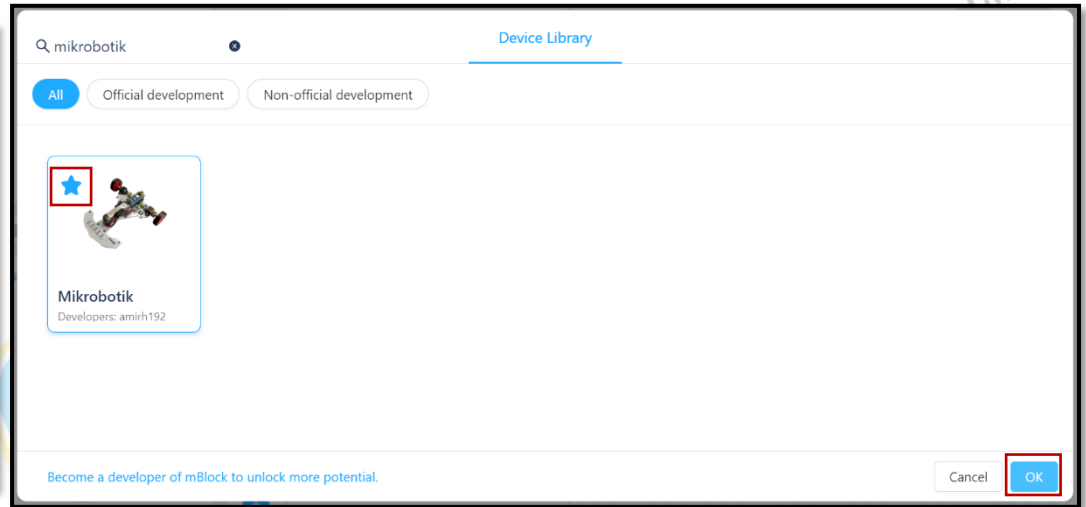 mikrobotik
Device Library
All
Official development
Non-official development
Mikrobotik
Developers: amirh192
Become a developer of mBlock to unlock more potential.
Cancel
OK